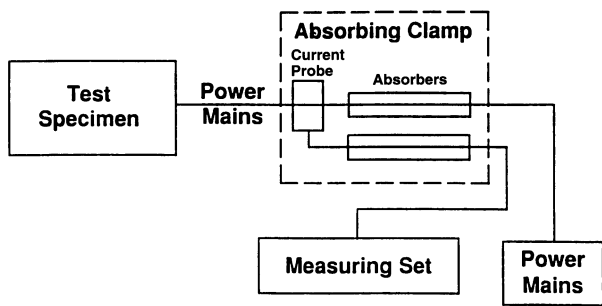 Absorbing Clamp
Current
Probe
Absorbers
Test
Specimen
Power
Mains
Measuring Set
Power
Mains